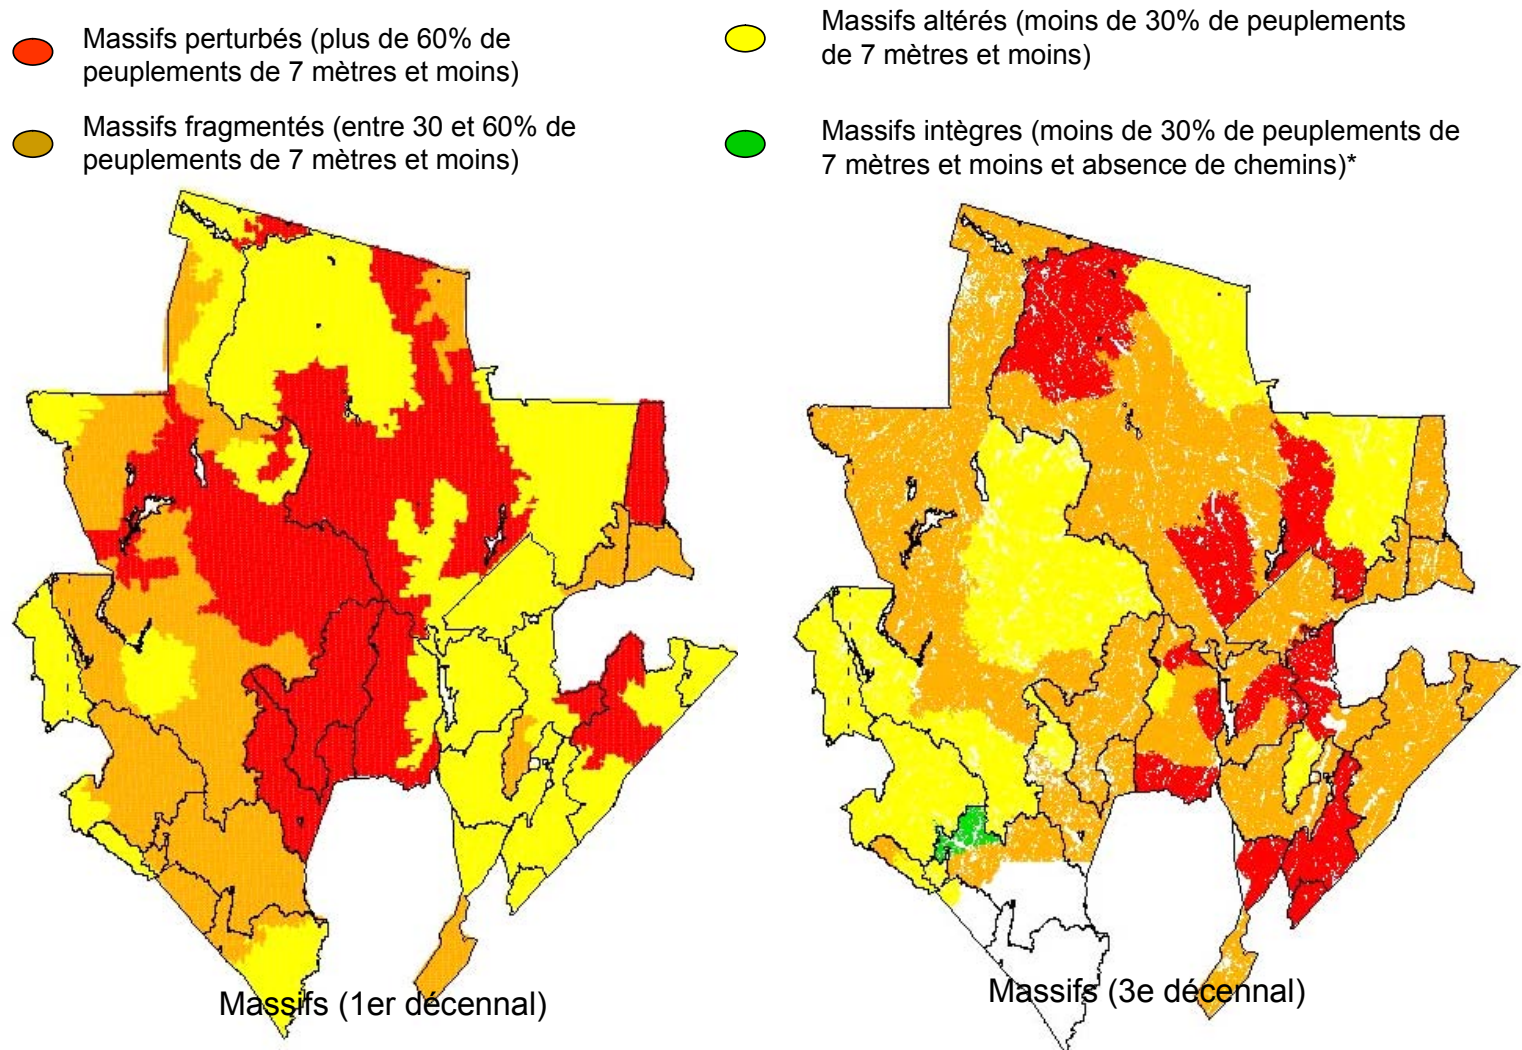 Massifs perturbés (plus de 60% de
peuplements de 7 mètres et moins)
Massifs altérés (moins de 30% de peuplements
de 7 mètres et moins)
Massifs fragmentés (entre 30 et 60% de
peuplements de 7 mètres et moins)
Massifs intègres (moins de 30% de peuplements de
7 mètres et moins et absence de chemins)*
Massifs (1er décennal)
Massifs (3e décennal)